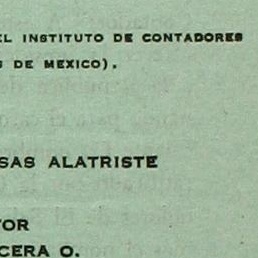 EL INSTITUTO DE CONTADORES
S DE MEXICO).
SAS ALATRISTE
TOR
CERA O.